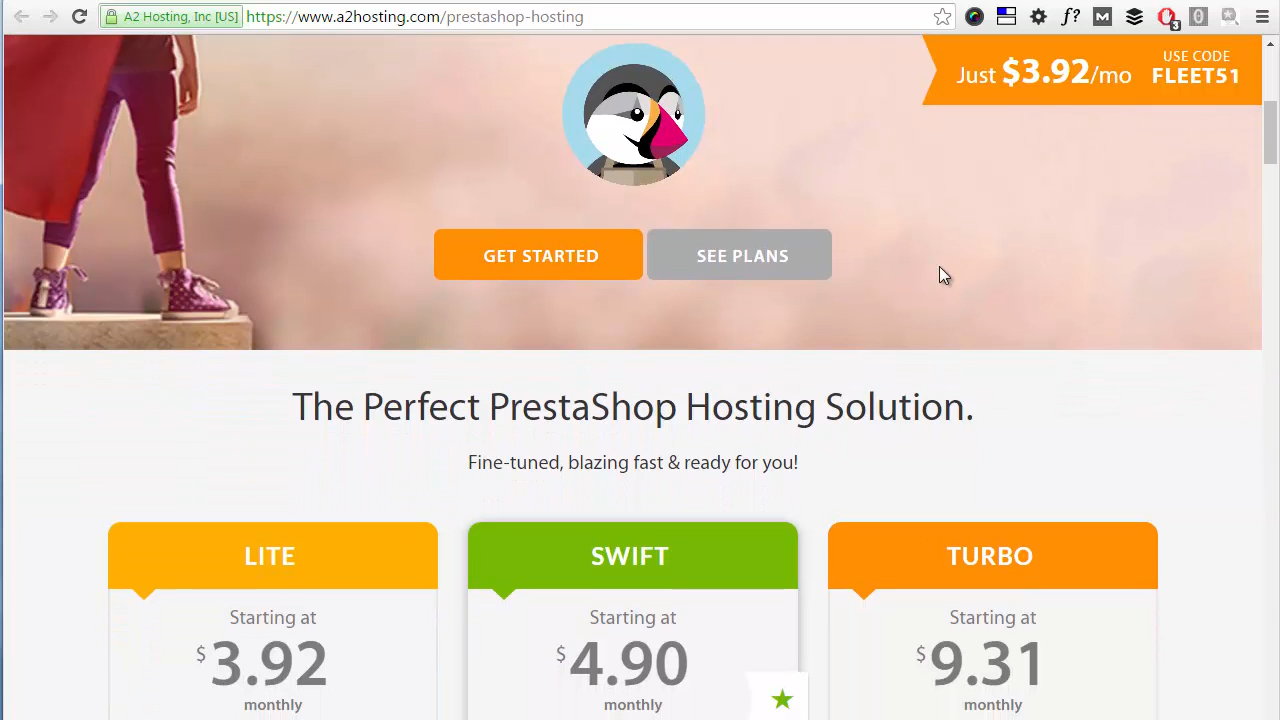 A2 Hosting, Inc [US] https://www.a2hosting.com/prestashop-hosting
f?
M
0
3
Just $3.92/mo
USE CODE
FLEET51
GET STARTED
SEE PLANS
The Perfect PrestaShop Hosting Solution.
Fine-tuned, blazing fast & ready for you!
LITE
Starting at
$3.92
monthly
SWIFT
Starting at
$4.90
monthly
TURBO
Starting at
$9.31
monthly